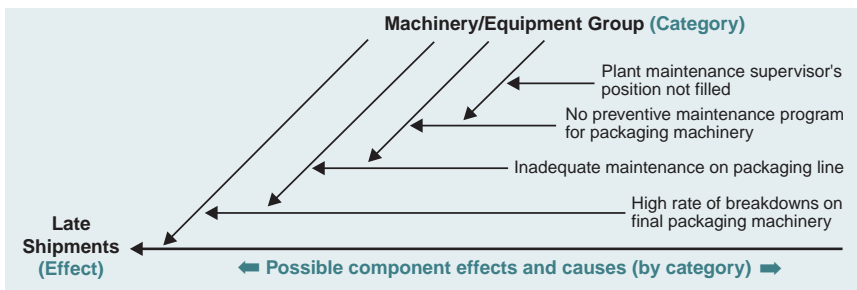 Machinery/Equipment Group (Category)
Plant maintenance supervisor's
position not filled
No preventive maintenance program
for packaging machinery
Inadequate maintenance on packaging line
High rate of breakdowns on
final packaging machinery
Late
Shipments
(Effect)
Possible component effects and causes (by category)